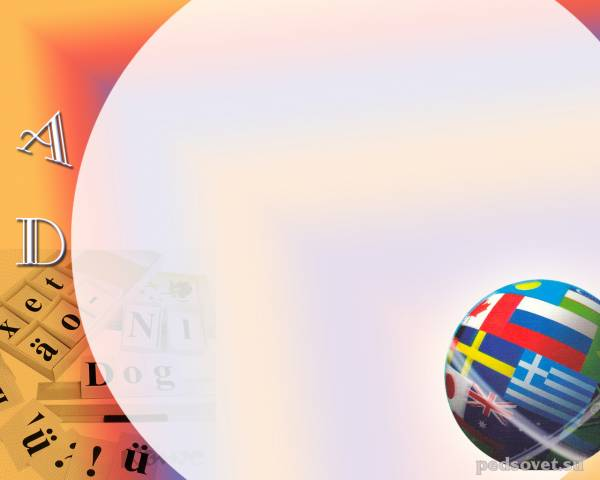 A
D
x e t
ä o
N I
Dog
ü ! ü
pedsovet.su